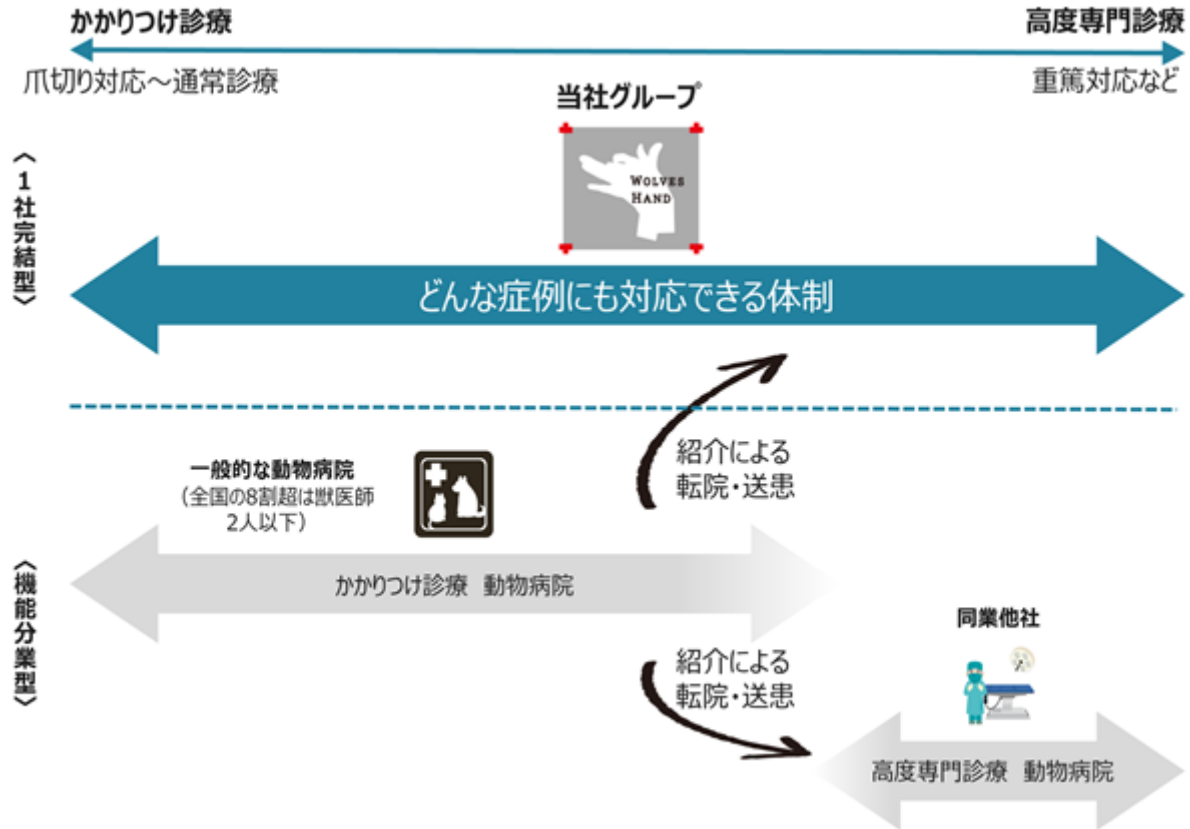 かかりつけ診療
高度専門診療
爪切り対応～通常診療
重篤対応など
当社グループ
WOLVES
HAND
〈1社完結型〉
どんな症例にも対応できる体制
紹介による
転院・送患
一般的な動物病院
（全国の8割超は獣医師
2人以下）
かかりつけ診療 動物病院
〈機能分業型〉
同業他社
紹介による
転院・送患
高度専門診療 動物病院